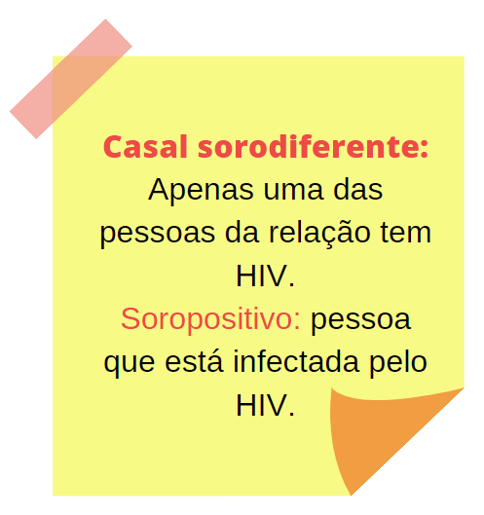 Casal sorodiferente:
Apenas uma das
pessoas da relação tem
HIV.
Soropositivo: pessoa
que está infectada pelo
HIV.